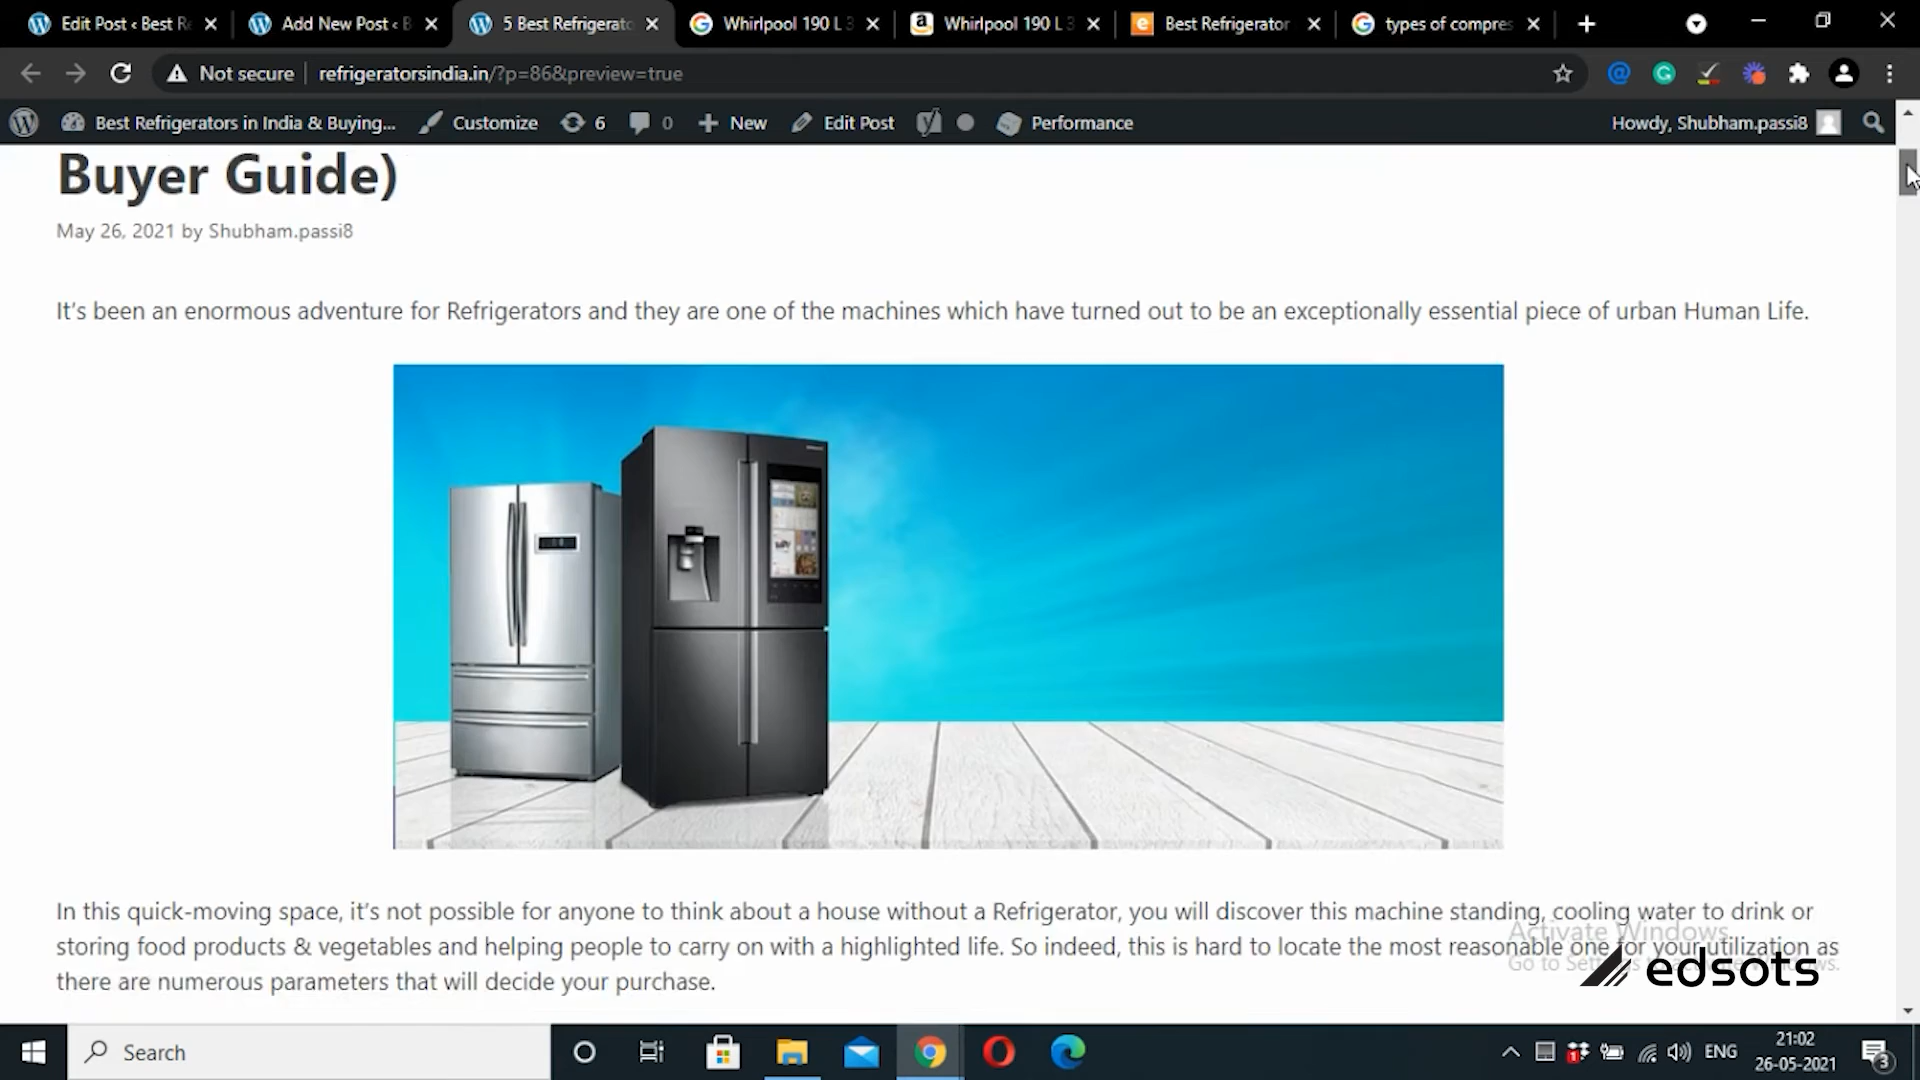 Edit Post ‹ Best Re
Add New Post ‹ B
5 Best Refrigerato
Whirlpool 190 L 3
Whirlpool 190 L 3
Best Refrigerator
types of compres
Not secure
refrigeratorsindia.in/?p=86&preview=true
Best Refrigerators in India & Buying...
Customize
6
0
New
Edit Post
Performance
Howdy, Shubham.passi8
Buyer Guide)
May 26, 2021 by Shubham.passi8
It's been an enormous adventure for Refrigerators and they are one of the machines which have turned out to be an exceptionally essential piece of urban Human Life.
In this quick-moving space, it's not possible for anyone to think about a house without a Refrigerator, you will discover this machine standing, cooling water to drink or
storing food products & vegetables and helping people to carry on with a highlighted life. So indeed, this is hard to locate the most reasonable one for your utilization as
there are numerous parameters that will decide your purchase.
Activate Windows
edsots
Search
ENG
21:02
26-05-2021
3